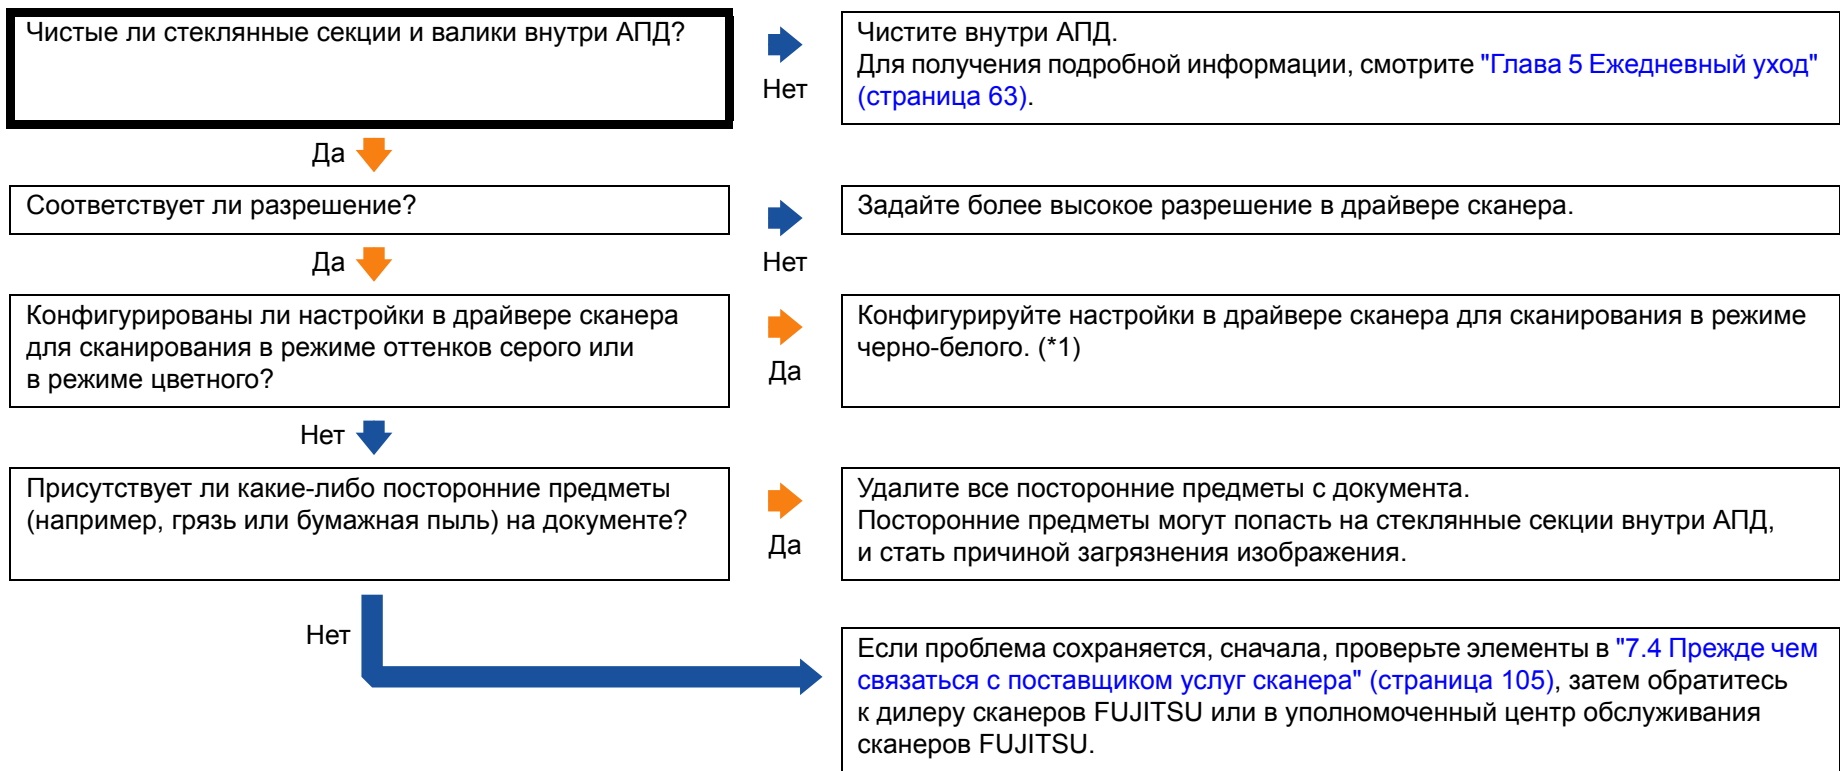 Чистые ли стеклянные секции и валики внутри АПД?
Нет
Чистите внутри АПД.
Для получения подробной информации, смотрите "Глава 5 Ежедневный уход"
(страница 63).
Да
Соответствует ли разрешение?
Нет
Задайте более высокое разрешение в драйвере сканера.
Да
Конфигурированы ли настройки в драйвере сканера
для сканирования в режиме оттенков серого или
в режиме цветного?
Да
Конфигурируйте настройки в драйвере сканера для сканирования в режиме
черно-белого. (*1)
Нет
Присутствует ли какие-либо посторонние предметы
(например, грязь или бумажная пыль) на документе?
Да
Удалите все посторонние предметы с документа.
Посторонние предметы могут попасть на стеклянные секции внутри АПД,
и стать причиной загрязнения изображения.
Нет
Если проблема сохраняется, сначала, проверьте элементы в "7.4 Прежде чем
связаться с поставщиком услуг сканера" (страница 105), затем обратитесь
к дилеру сканеров FUJITSU или в уполномоченный центр обслуживания
сканеров FUJITSU.